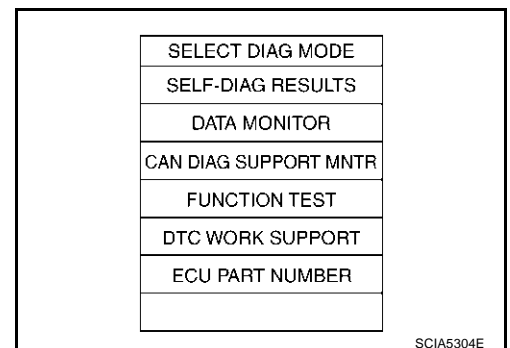 SELECT DIAG MODE
SELF-DIAG RESULTS
DATA MONITOR
CAN DIAG SUPPORT MNTR
FUNCTION TEST
DTC WORK SUPPORT
ECU PART NUMBER
SCIA5304E